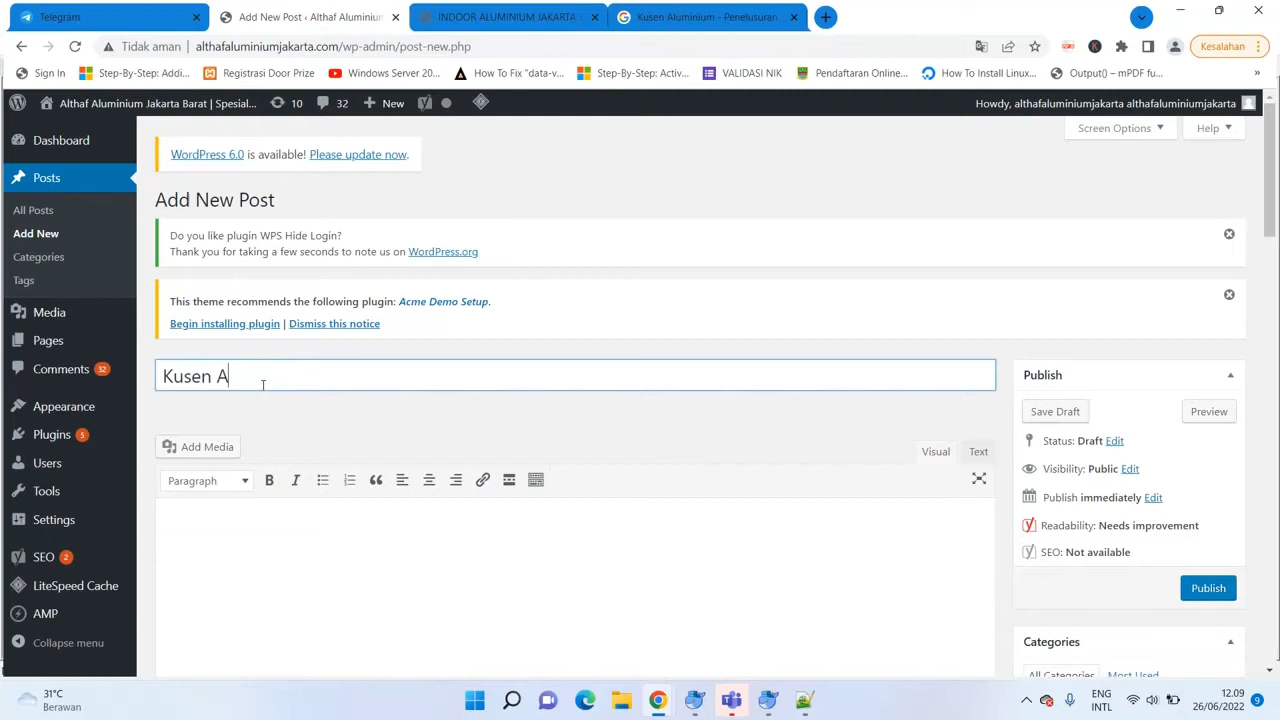 Telegram
Add New Post ‹ Althaf Aluminium
INDOOR ALUMINIUM JAKARTA
Kusen Aluminium - Penelusuran
Tidak aman
althafaluminiumjakarta.com/wp-admin/post-new.php
Kesalahan
Sign In
Step-By-Step: Addi...
Registrasi Door Priz...
Windows Server 20...
How To Fix "data-v...
Step-By-Step: Activ...
VALIDASI NIK
Pendaftaran Online...
How To Install Linux...
Output() – mPDF fu...
»
Althaf Aluminium Jakarta Barat | Spesial...
10
32
New
Howdy, althafaluminiumjakarta althafaluminiumjakarta
Screen Options
Help
Dashboard
Posts
All Posts
Add New
Categories
Tags
Media
Pages
Comments 32
Appearance
Plugins 5
Users
Tools
Settings
SEO 2
LiteSpeed Cache
AMP
Collapse menu
WordPress 6.0 is available! Please update now.
Add New Post
Do you like plugin WPS Hide Login?
Thank you for taking a few seconds to note us on WordPress.org
This theme recommends the following plugin: Acme Demo Setup.
Begin installing plugin | Dismiss this notice
Kusen A
Add Media
Visual
Text
Paragraph
B
I
Publish
Save Draft
Preview
Status: Draft Edit
Visibility: Public Edit
Publish immediately Edit
Readability: Needs improvement
SEO: Not available
Publish
Categories
All Categories
Most Used
31°C
Berawan
ENG
INTL
12.09
26/06/2022
9